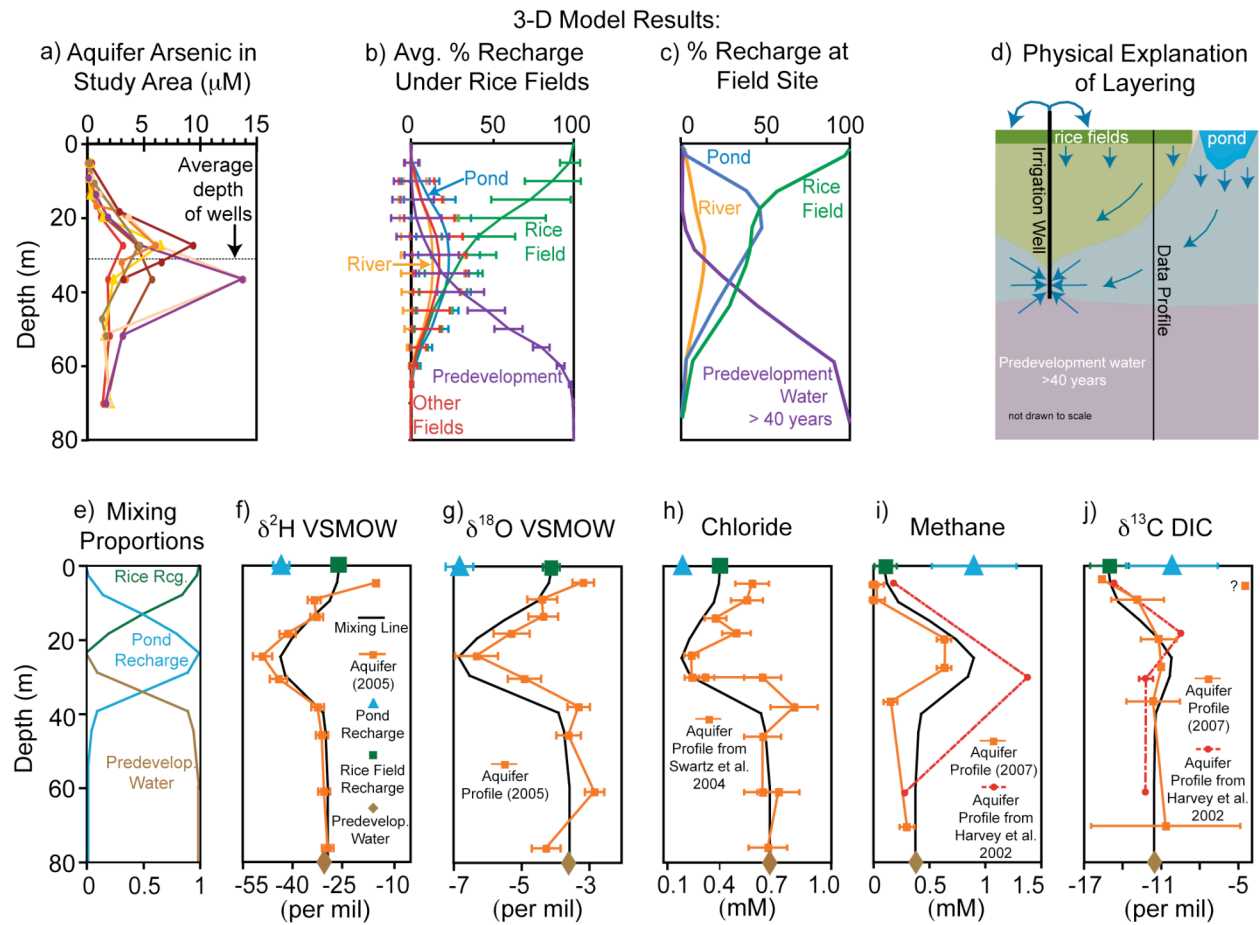 3-D Model Results:
a) Aquifer Arsenic in
Study Area (μM)
0 5 10 15
Average
depth
of wells
0
20
40
60
80
Depth (m)
b) Avg. % Recharge
Under Rice Fields
0 50 100
Pond
Rice
Field
River
Predevelopment
Other
Fields
c) % Recharge at
Field Site
0 50 100
Pond
River
Rice
Field
Predevelopment
Water
> 40 years
d) Physical Explanation
of Layering
rice fields
pond
Irrigation Well
Data Profile
Predevelopment water
>40 years
not drawn to scale
e) Mixing
Proportions
Rice Rcg.
Pond
Recharge
Predevelop.
Water
0
20
40
60
80
Depth (m)
0 0.5 1
f) δ²H VSMOW
Mixing Line
Aquifer
(2005)
Pond
Recharge
Rice Field
Recharge
Predevelop.
Water
-55 -40 -25
(per mil)
g) δ¹⁸O VSMOW
Aquifer
Profile (2005)
-7 -5 -3
(per mil)
h) Chloride
Aquifer
Profile from
Swartz et al.
2004
0.1 0.4 0.7 1.0
(mM)
i) Methane
Aquifer
Profile (2007)
Aquifer
Profile from
Harvey et al.
2002
0 0.5 1.5
(mM)
j) δ¹³C DIC
?
Aquifer
Profile
(2007)
Aquifer
Profile from
Harvey et al.
2002
-17 -11 -5
(per mil)